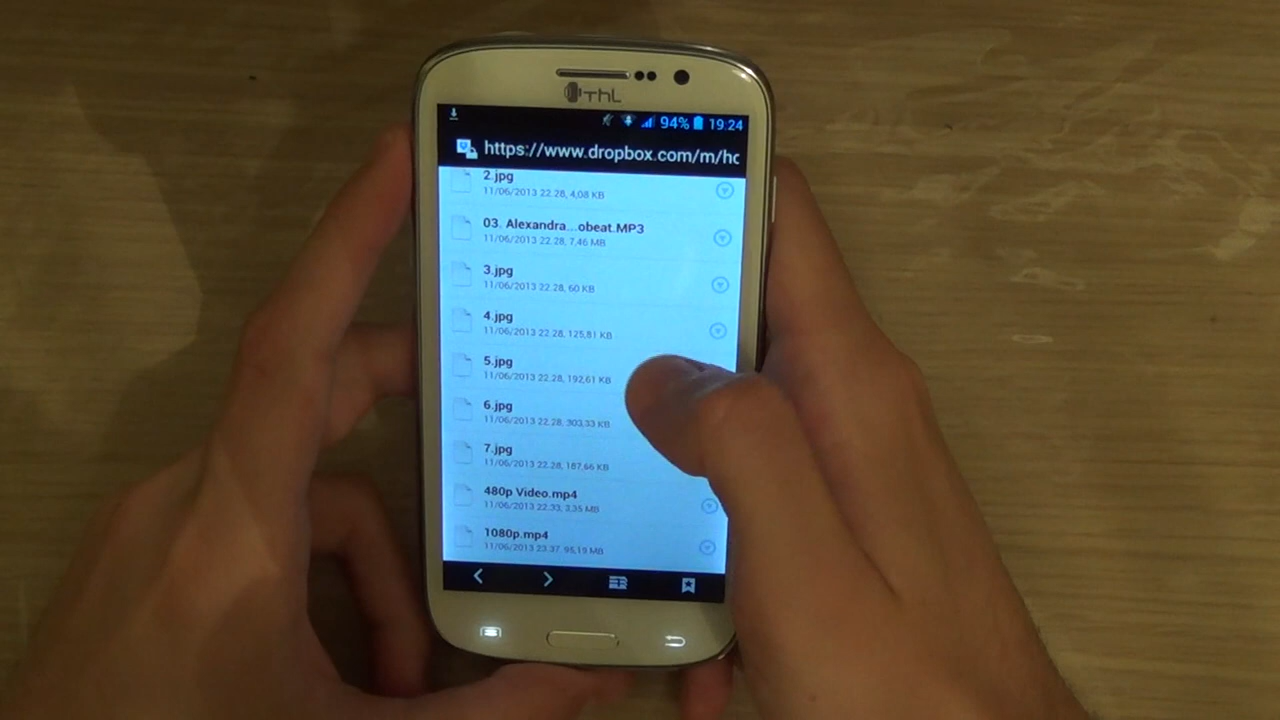 THL
94% 19:24
https://www.dropbox.com/m/hc
2.jpg
11/06/2013 22.28, 4,08 KB
03. Alexandra...obeat.MP3
11/06/2013 22.28, 7,46 MB
3.jpg
11/06/2013 22.28, 60 KB
4.jpg
11/06/2013 22.28, 125,81 KB
5.jpg
11/06/2013 22.28, 192,61 KB
6.jpg
11/06/2013 22.28, 303,33 KB
7.jpg
11/06/2013 22.28, 187,66 KB
480p Video.mp4
11/06/2013 22.33, 3,35 MB
1080p.mp4
11/06/2013 23.37, 95,19 MB